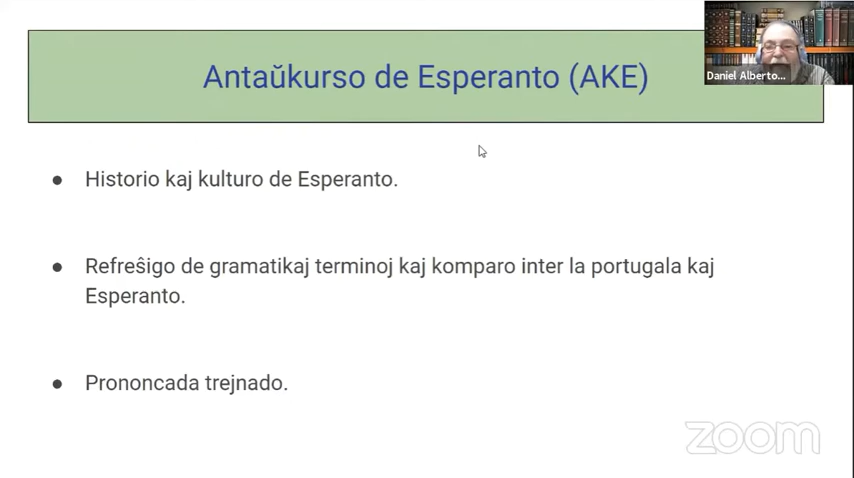 Antaŭkurso de Esperanto (AKE)
Daniel Alberto...
Historio kaj kulturo de Esperanto.
Refreŝigo de gramatikaj terminoj kaj komparo inter la portugala kaj
Esperanto.
Prononcada trejnado.
zoom